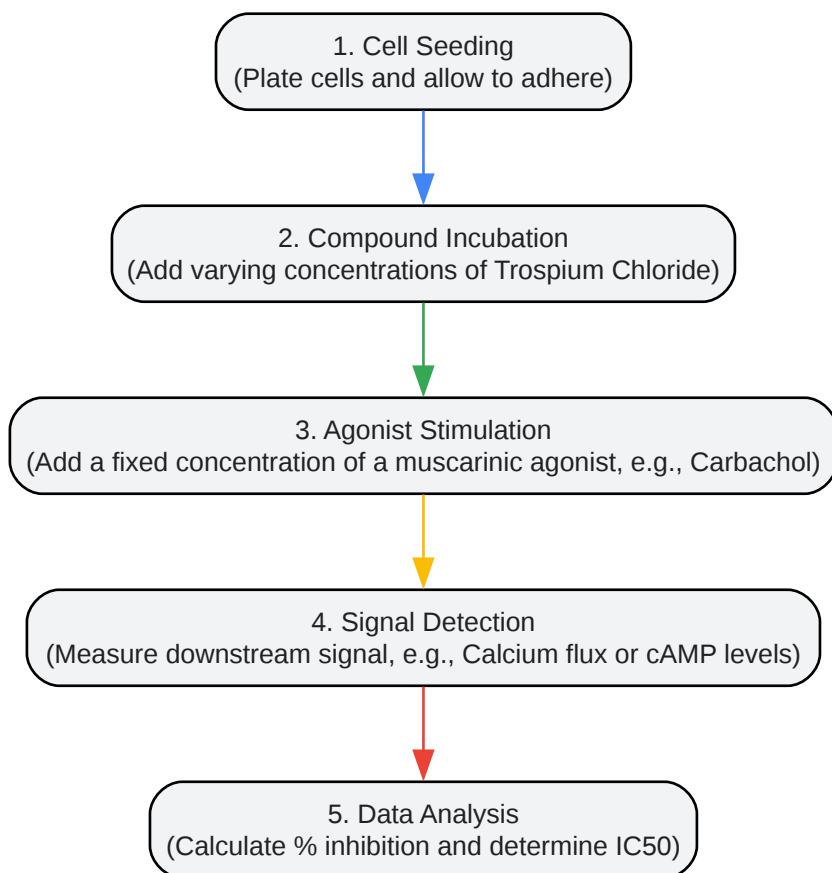 1. Cell Seeding
(Plate cells and allow to adhere)
2. Compound Incubation
(Add varying concentrations of Trospium Chloride)
3. Agonist Stimulation
(Add a fixed concentration of a muscarinic agonist, e.g., Carbachol)
4. Signal Detection
(Measure downstream signal, e.g., Calcium flux or cAMP levels)
5. Data Analysis
(Calculate % inhibition and determine IC50)